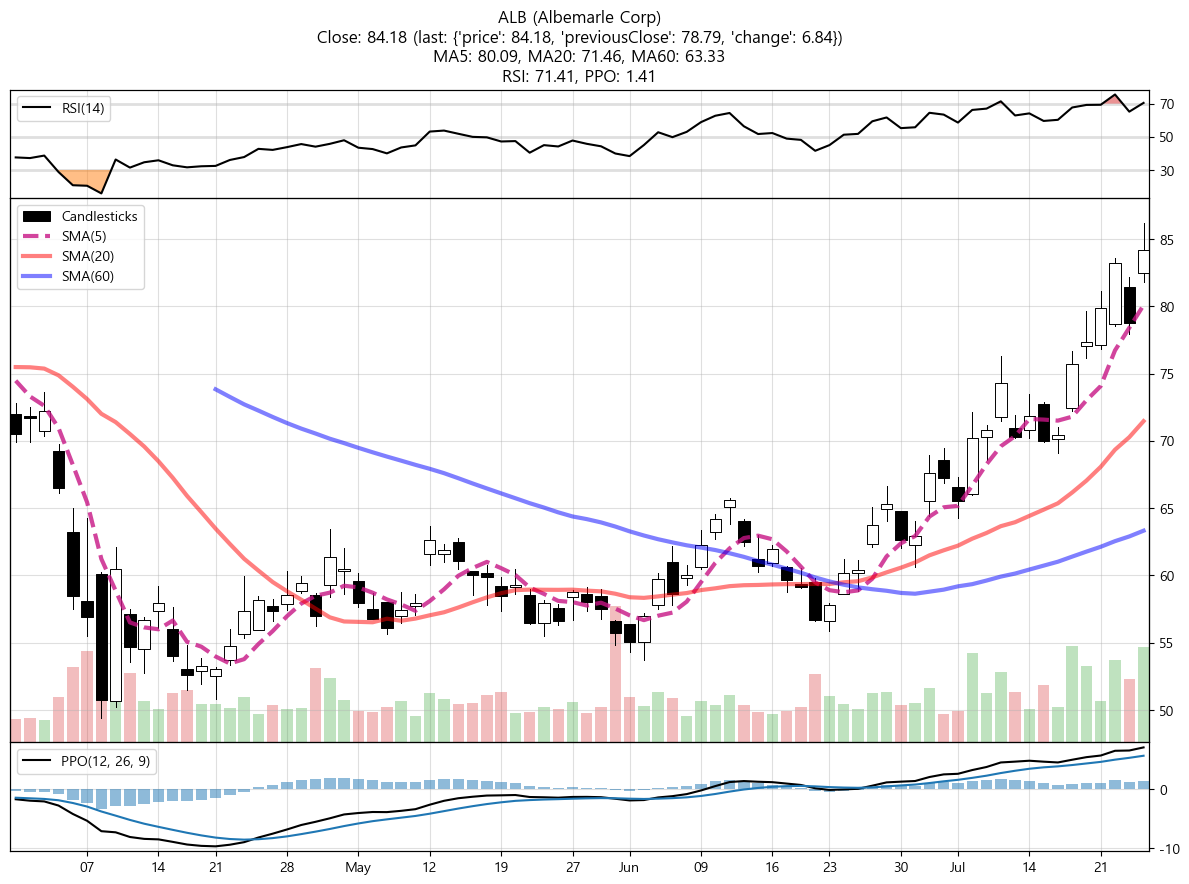 ALB (Albemarle Corp)
Close: 84.18 (last: {'price': 84.18, 'previousClose': 78.79, 'change': 6.84})
MA5: 80.09, MA20: 71.46, MA60: 63.33
RSI: 71.41, PPO: 1.41
RSI(14)
70
50
30
Candlesticks
SMA(5)
SMA(20)
SMA(60)
85
80
75
70
65
60
55
50
PPO(12, 26, 9)
0
-10
07 14 21 28 May 12 19 27 Jun 09 16 23 30 Jul 14 21